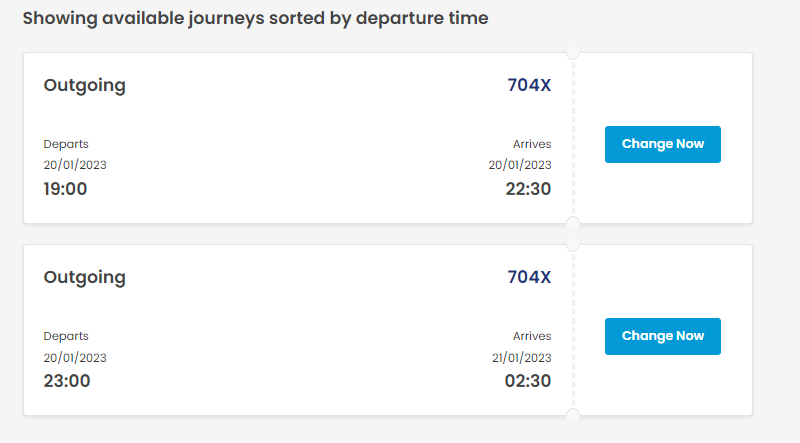 Showing available journeys sorted by departure time
Outgoing 704X
Departs Arrives
20/01/2023 20/01/2023
19:00 22:30
Change Now
Outgoing 704X
Departs Arrives
20/01/2023 21/01/2023
23:00 02:30
Change Now